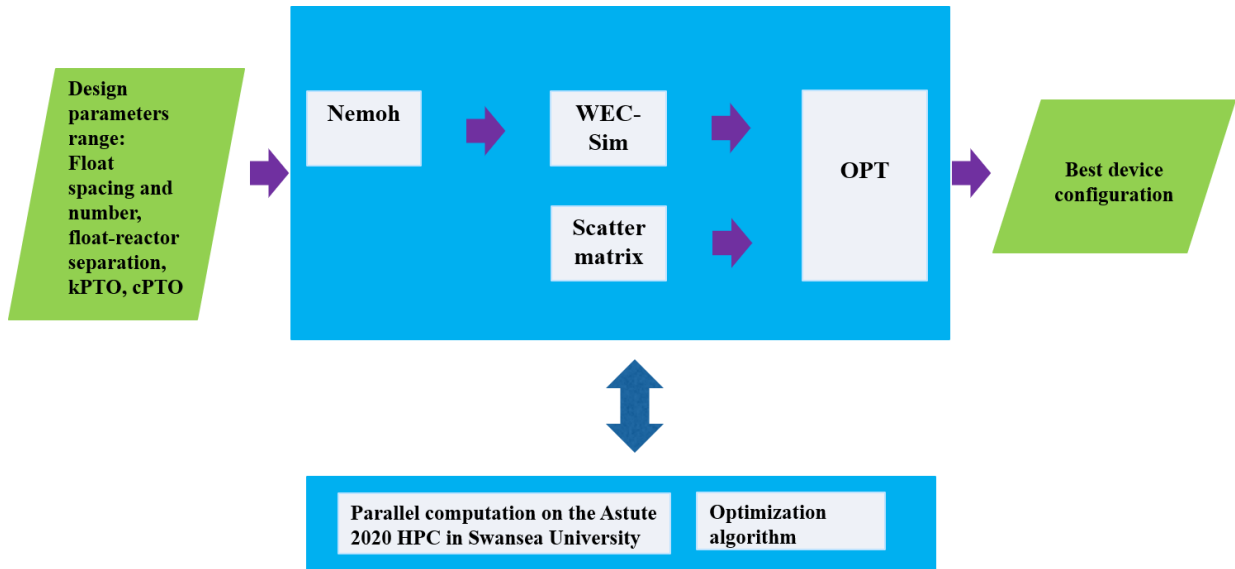 Design
parameters
range:
Float
spacing and
number,
float-reactor
separation,
kPTO, cPTO
Nemoh
WEC-
Sim
Scatter
matrix
OPT
Best device
configuration
Parallel computation on the Astute
2020 HPC in Swansea University
Optimization
algorithm